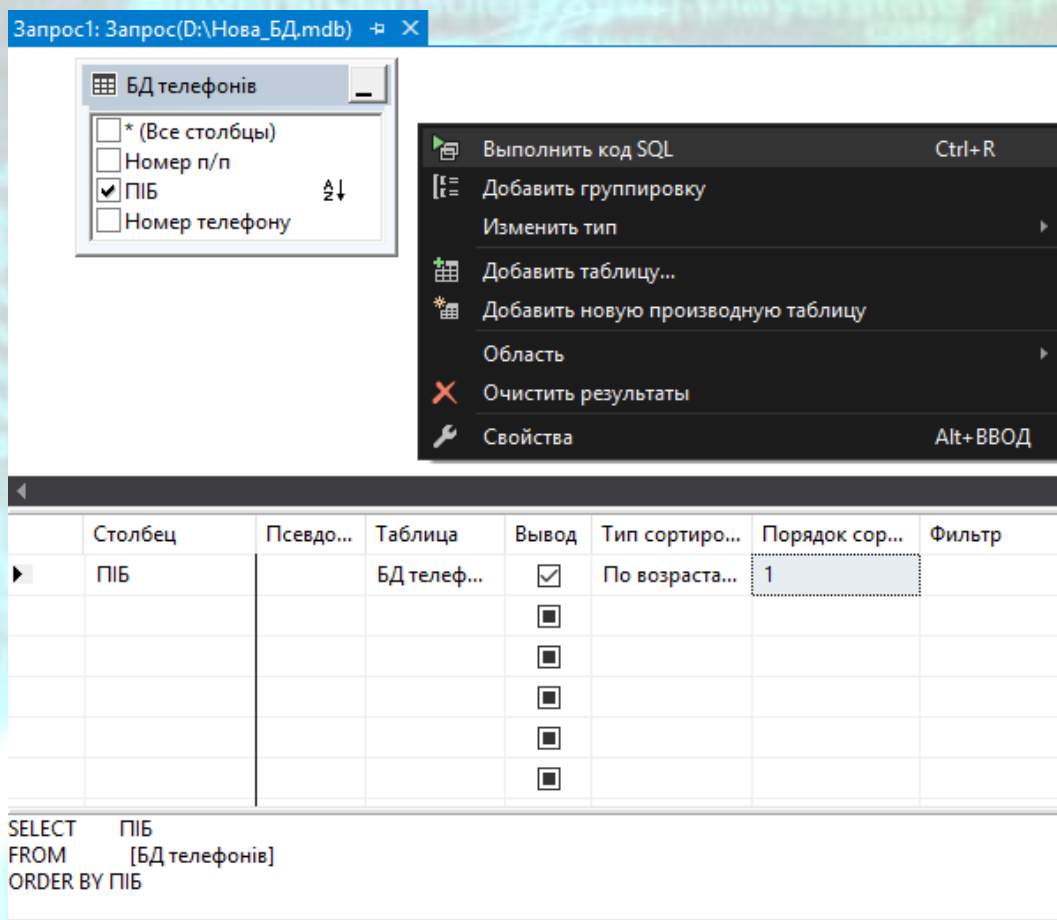 Запрос1: Запрос(D:\Нова_БД.mdb)
БД телефонів
* (Все столбцы)
Номер п/п
ПІБ
Номер телефону
Выполнить код SQL Ctrl+R
Добавить группировку
Изменить тип
Добавить таблицу...
Добавить новую производную таблицу
Область
Очистить результаты
Свойства Alt+ВВОД
Столбец Псевдо... Таблица Вывод Тип сортиро... Порядок сор... Фильтр
ПІБ БД телеф... По возраста... 1
SELECT ПІБ
FROM [БД телефонів]
ORDER BY ПІБ